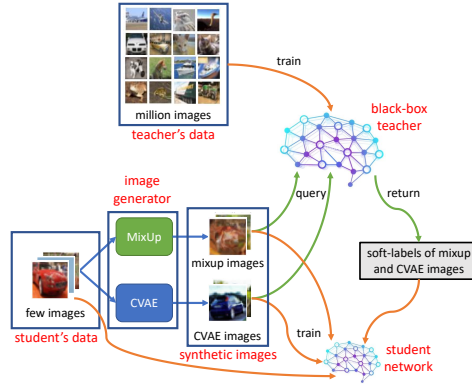 million images
teacher's data
train
black-box
teacher
image
generator
MixUp
CVAE
few images
student's data
mixup images
CVAE images
synthetic images
query
return
soft-labels of mixup
and CVAE images
train
student
network